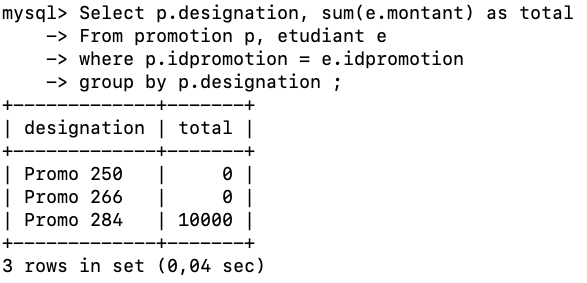 mysql> Select p.designation, sum(e.montant) as total
    -> From promotion p, etudiant e
    -> where p.idpromotion = e.idpromotion
    -> group by p.designation ;
+-------------+-------+
| designation | total |
+-------------+-------+
| Promo 250   |     0 |
| Promo 266   |     0 |
| Promo 284   | 10000 |
+-------------+-------+
3 rows in set (0,04 sec)